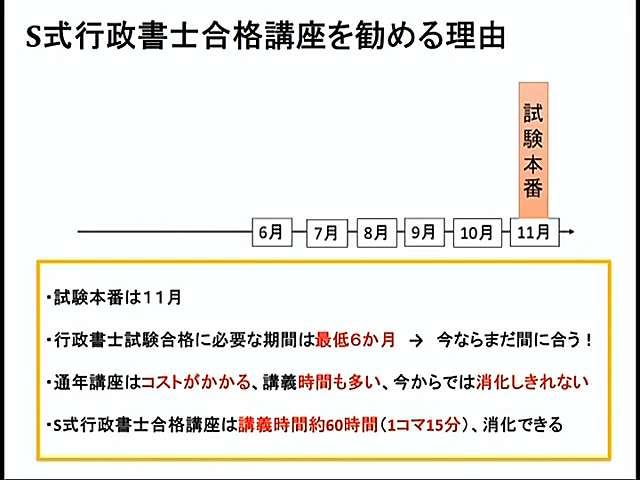 S式行政書士合格講座を勧める理由
試験本番
6月 7月 8月 9月 10月 11月
・試験本番は11月
・行政書士試験合格に必要な期間は最低6か月 → 今ならまだ間に合う！
・通年講座はコストがかかる、講義時間も多い、今からでは消化しきれない
・S式行政書士合格講座は講義時間約60時間（1コマ15分）、消化できる